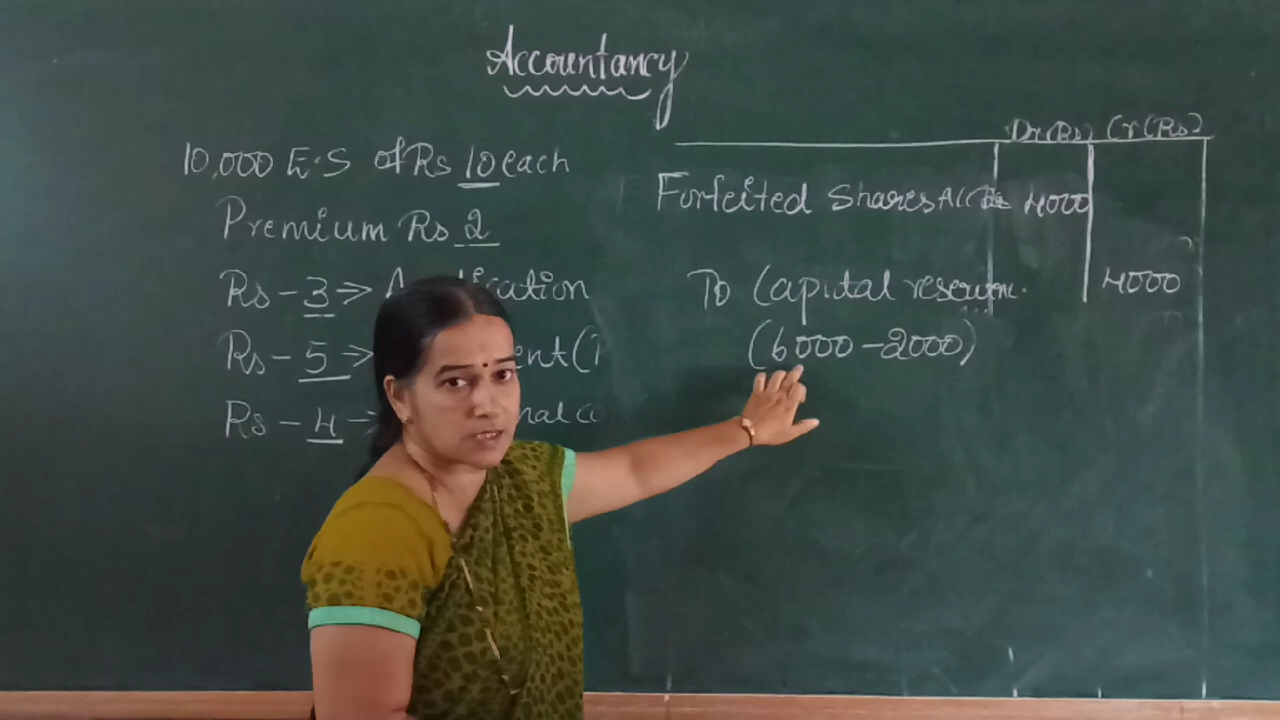 Accountancy
10,000 E.S of Rs 10 each
Premium Rs 2
Rs - 3 =>
Rs - 5 =>
Rs - 4 =>
Dr (Rs) Cr (Rs)
Forfeited Shares A/C Dr 4000
To Capital reserve. 4000
(6000 - 2000)